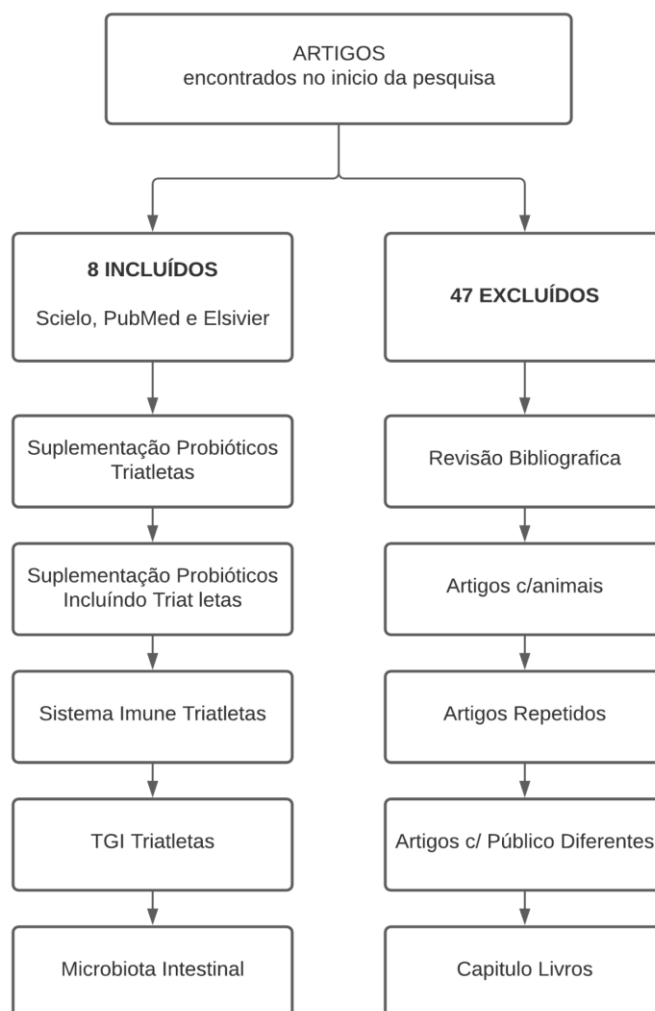 ARTIGOS
encontrados no inicio da pesquisa
8 INCLUÍDOS
Scielo, PubMed e Elsivier
47 EXCLUÍDOS
Suplementação Probióticos
Triatletas
Revisão Bibliografica
Suplementação Probióticos
Incluíndo Triat letas
Artigos c/animais
Sistema Imune Triatletas
Artigos Repetidos
TGI Triatletas
Artigos c/ Público Diferentes
Microbiota Intestinal
Capitulo Livros